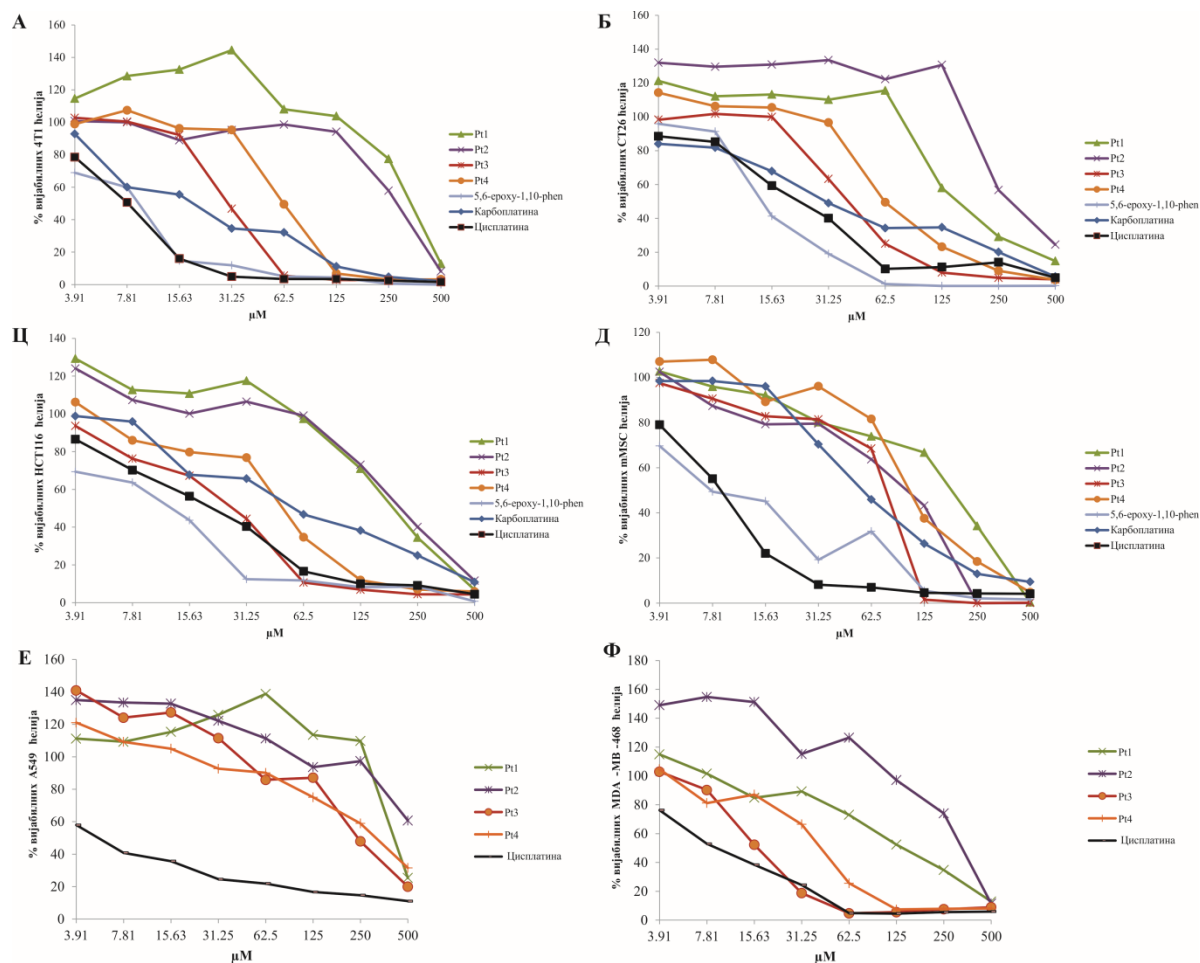 А
% вијабилних 4T1 ћелија
160
140
120
100
80
60
40
20
0
3.91 7.81 15.63 31.25 62.5 125 250 500
µM
Pt1
Pt2
Pt3
Pt4
5,6-epoxy-1,10-phen
Карбоплатина
Цисплатина
Б
% вијабилних CT26 ћелија
160
140
120
100
80
60
40
20
0
3.91 7.81 15.63 31.25 62.5 125 250 500
µM
Pt1
Pt2
Pt3
Pt4
5,6-epoxy-1,10-phen
Карбоплатина
Цисплатина
Ц
% вијабилних HCT116 ћелија
140
120
100
80
60
40
20
0
3.91 7.81 15.63 31.25 62.5 125 250 500
µM
Pt1
Pt2
Pt3
Pt4
5,6-epoxy-1,10-phen
Карбоплатина
Цисплатина
Д
% вијабилних mMSC ћелија
120
100
80
60
40
20
0
3.91 7.81 15.63 31.25 62.5 125 250 500
µM
Pt1
Pt2
Pt3
Pt4
5,6-epoxy-1,10-phen
Карбоплатина
Цисплатина
Е
% вијабилних A549 ћелија
160
140
120
100
80
60
40
20
0
3.91 7.81 15.63 31.25 62.5 125 250 500
µM
Pt1
Pt2
Pt3
Pt4
Цисплатина
Ф
% вијабилних MDA -MB -468 ћелија
180
160
140
120
100
80
60
40
20
0
3.91 7.81 15.63 31.25 62.5 125 250 500
µM
Pt1
Pt2
Pt3
Pt4
Цисплатина